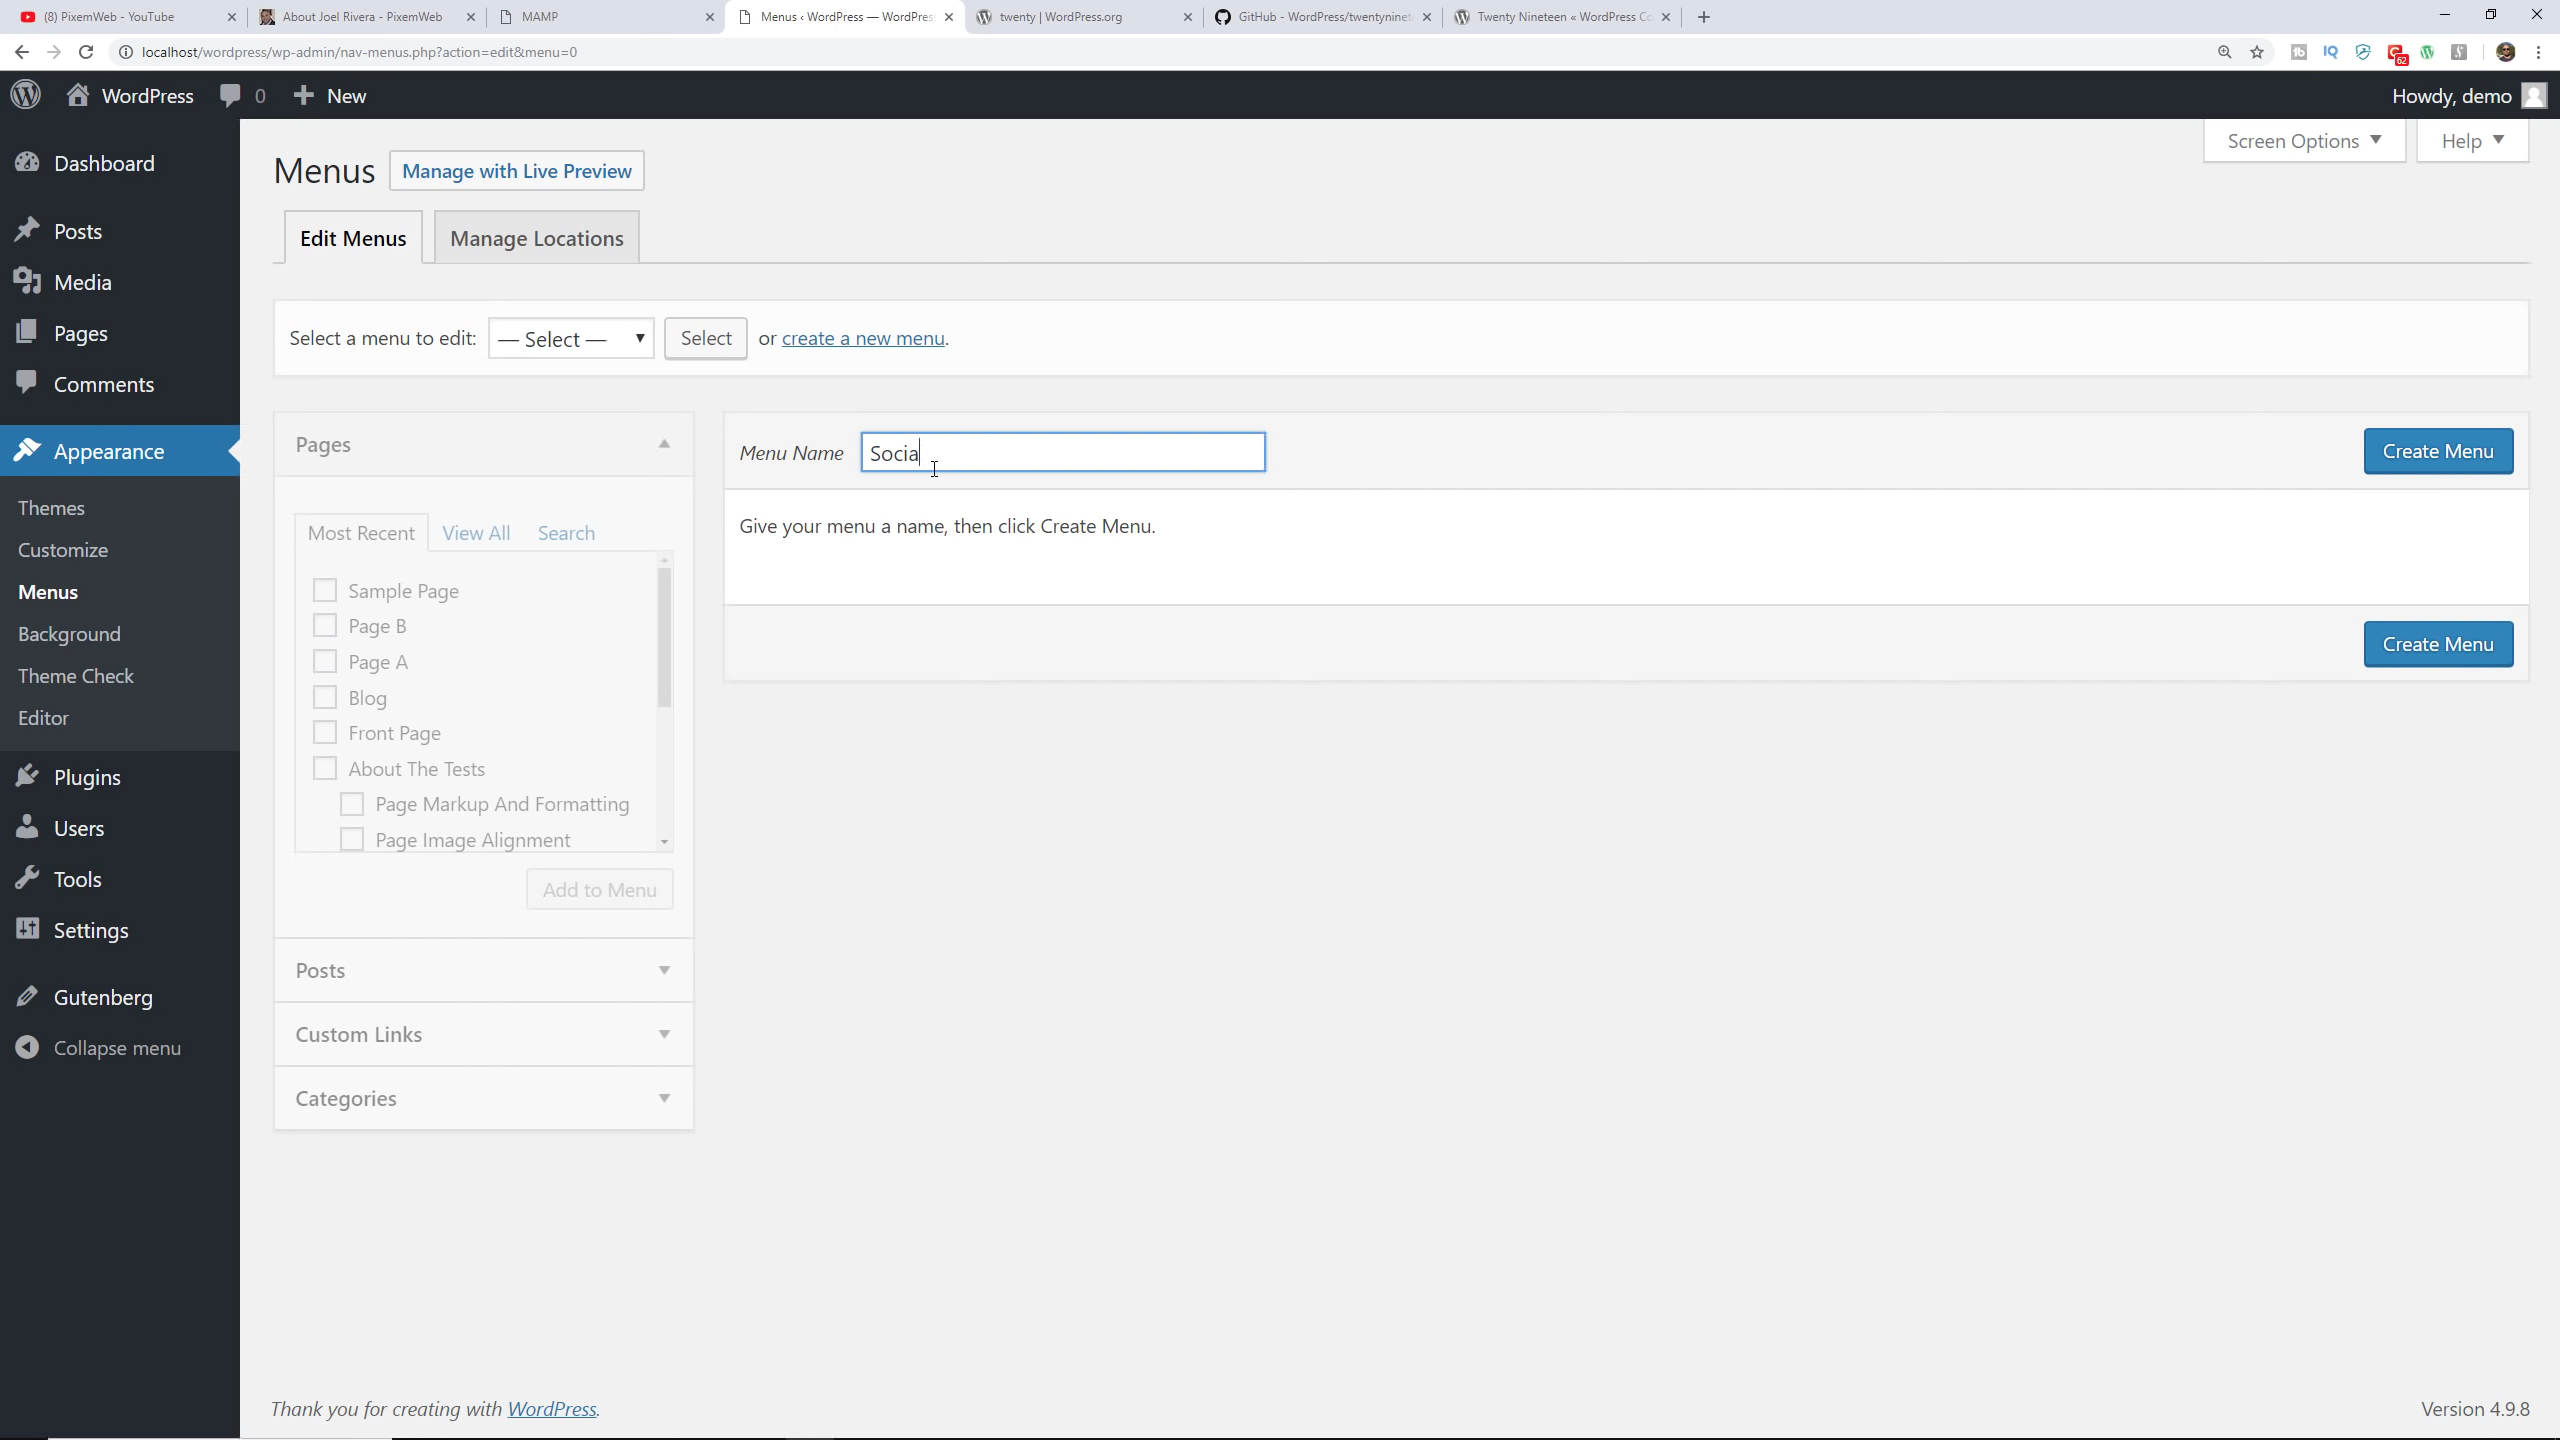 (8) PixemWeb - YouTube
About Joel Rivera - PixemWeb
MAMP
Menus ‹ WordPress — WordPres
twenty | WordPress.org
GitHub - WordPress/twentyninet
Twenty Nineteen « WordPress Co
localhost/wordpress/wp-admin/nav-menus.php?action=edit&menu=0
IQ
62
WordPress
0
New
Howdy, demo
Screen Options
Help
Dashboard
Posts
Media
Pages
Comments
Appearance
Themes
Customize
Menus
Background
Theme Check
Editor
Plugins
Users
Tools
Settings
Gutenberg
Collapse menu
Menus
Manage with Live Preview
Edit Menus
Manage Locations
Select a menu to edit:
— Select —
Select
or create a new menu.
Pages
Most Recent
View All
Search
Sample Page
Page B
Page A
Blog
Front Page
About The Tests
Page Markup And Formatting
Page Image Alignment
Add to Menu
Posts
Custom Links
Categories
Menu Name
Socia
Create Menu
Give your menu a name, then click Create Menu.
Create Menu
Thank you for creating with WordPress.
Version 4.9.8